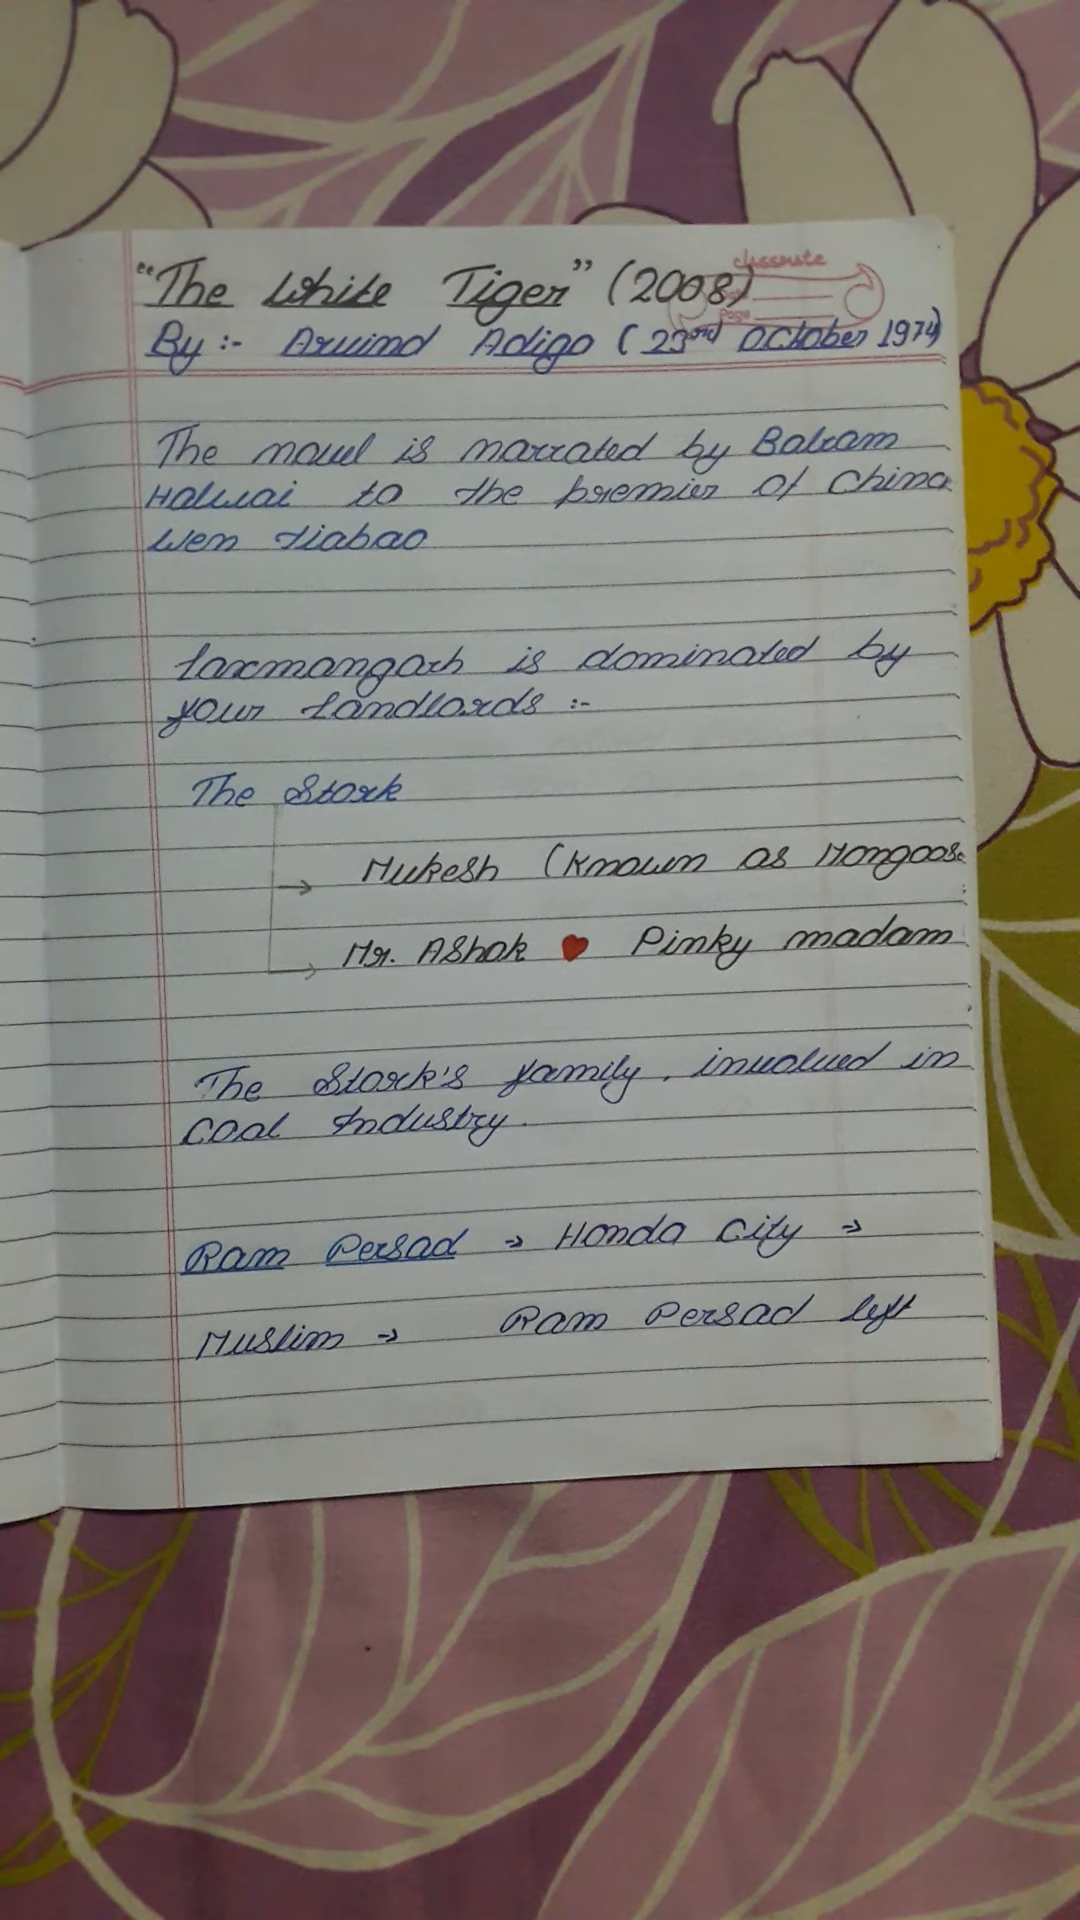 "The White Tiger" (2008)
classmate
Page
By :- Arvind Adiga (23rd October 1974)
The novel is narrated by Balram
Halwai to the premier of China
Wen Jiabao
Laxmangarh is dominated by
four Landlords :-
The Stork
→ Mukesh (Known as Mongoose
→ Mr. Ashok ❤ Pinky madam
The Stork's family, involved in
Coal Industry.
Ram Persad → Honda City →
Muslim → Ram Persad left